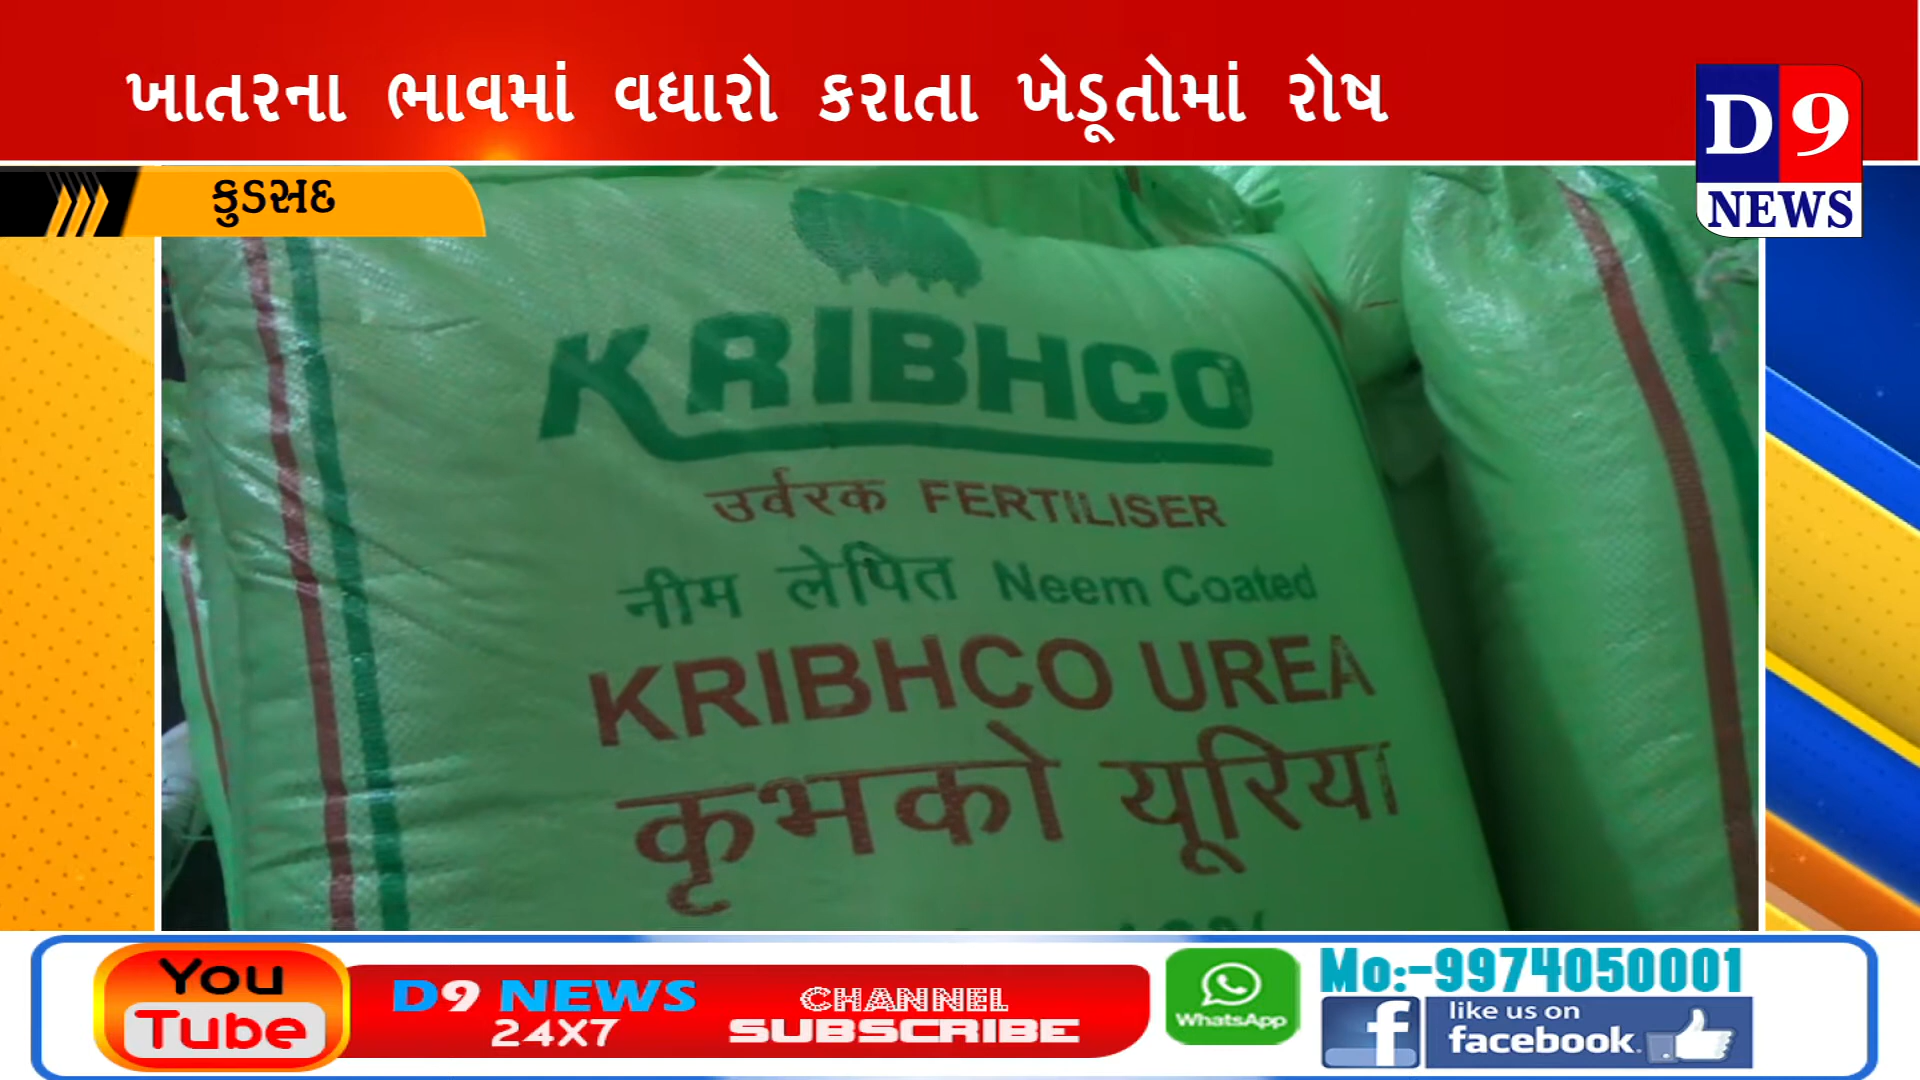 ખાતરના ભાવમાં વધારો કરાતા ખેડૂતોમાં રોષ
D9
NEWS
કુડસદ
KRIBHCO
उर्वरक FERTILISER
नीम लेपित Neem Coated
KRIBHCO UREA
कृभको यूरिया
You
Tube
D9 NEWS
24X7
CHANNEL
SUBSCRIBE
WhatsApp
Mo:-9974050001
like us on
facebook.